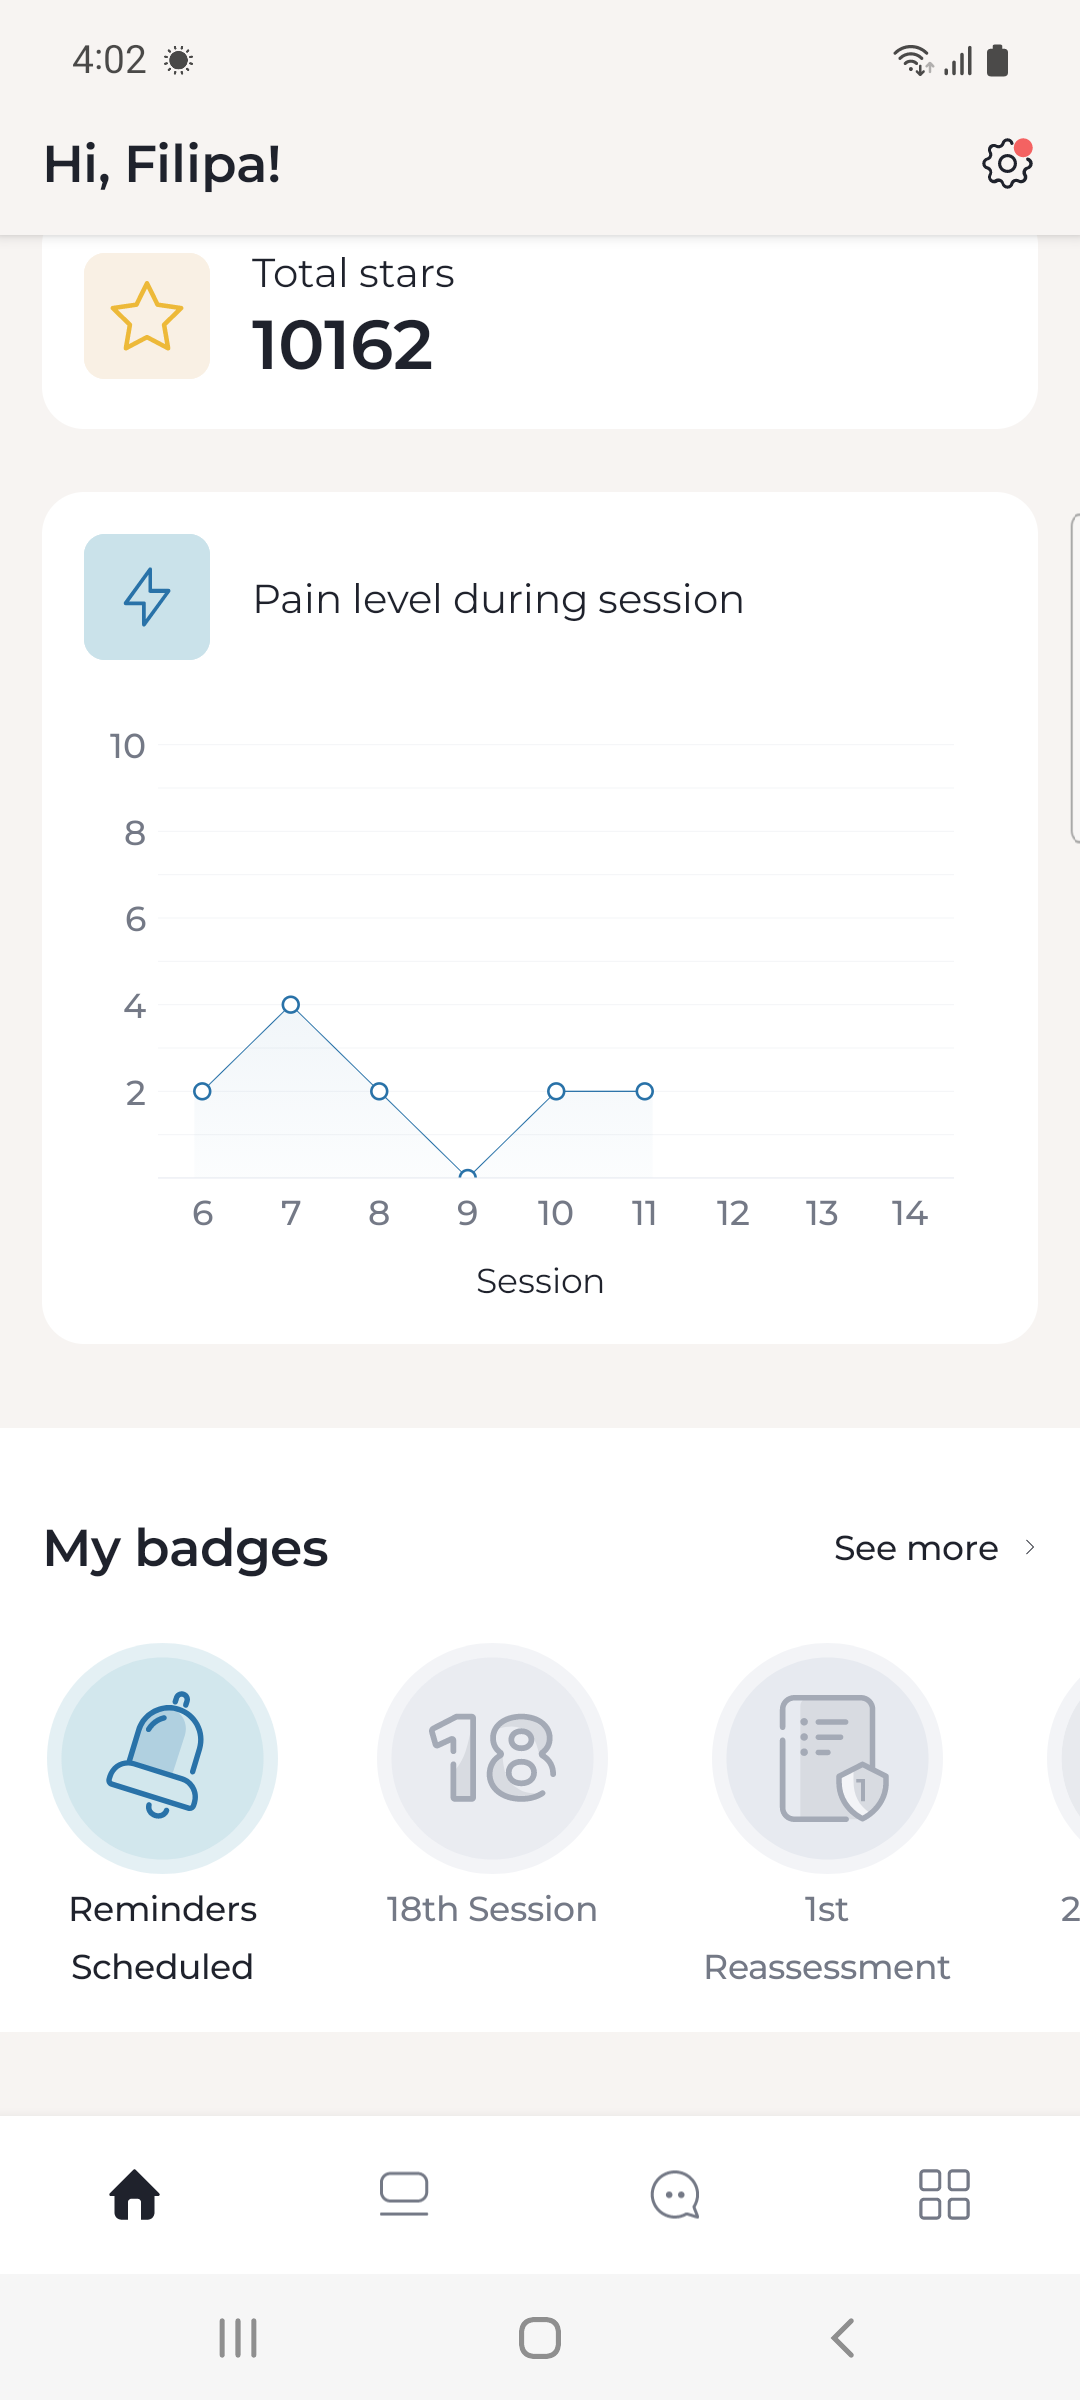 4:02
Hi, Filipa!
Total stars
10162
Pain level during session
10
8
6
4
2
6 7 8 9 10 11 12 13 14
Session
My badges
See more
18
1
Reminders
Scheduled
18th Session
1st
Reassessment
2